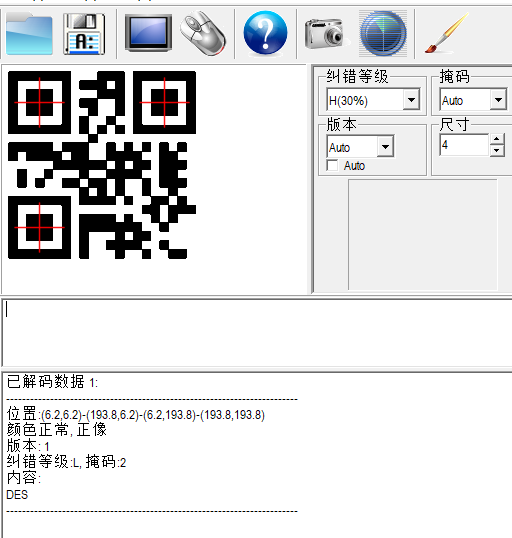 A:
?
纠错等级
掩码
H(30%)
Auto
版本
尺寸
Auto
4
Auto
已解码数据 1:
位置:(6.2,6.2)-(193.8,6.2)-(6.2,193.8)-(193.8,193.8)
颜色正常, 正像
版本: 1
纠错等级:L, 掩码:2
内容:
DES